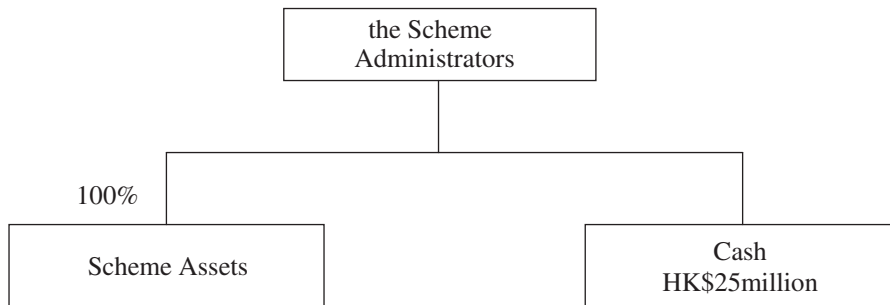 the Scheme
Administrators
100%
Scheme Assets
Cash
HK$25million